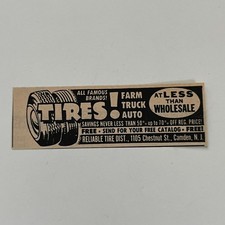 ALL FAMOUS
BRANDS!
TIRES!
FARM
TRUCK
AUTO
AT LESS
THAN
WHOLESALE
SAVINGS NEVER LESS THAN 50% - up to 70% - OFF REG. PRICE!
FREE • SEND FOR YOUR FREE CATALOG • FREE!
RELIABLE TIRE DIST., 1105 Chestnut St., Camden, N. J.